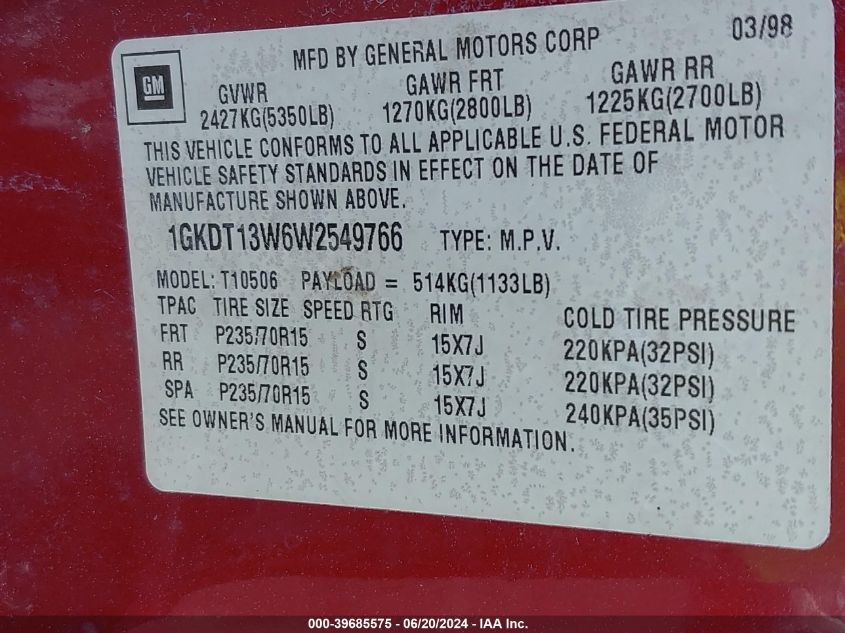 MFD BY GENERAL MOTORS CORP 03/98
GM
GVWR GAWR FRT GAWR RR
2427KG(5350LB) 1270KG(2800LB) 1225KG(2700LB)
THIS VEHICLE CONFORMS TO ALL APPLICABLE U.S. FEDERAL MOTOR
VEHICLE SAFETY STANDARDS IN EFFECT ON THE DATE OF
MANUFACTURE SHOWN ABOVE.
1GKDT13W6W2549766 TYPE: M.P.V.
MODEL: T10506 PAYLOAD = 514KG(1133LB)
TPAC TIRE SIZE SPEED RTG RIM COLD TIRE PRESSURE
FRT P235/70R15 S 15X7J 220KPA(32PSI)
RR P235/70R15 S 15X7J 220KPA(32PSI)
SPA P235/70R15 S 15X7J 240KPA(35PSI)
SEE OWNER'S MANUAL FOR MORE INFORMATION.
000-39685575 - 06/20/2024 - IAA Inc.